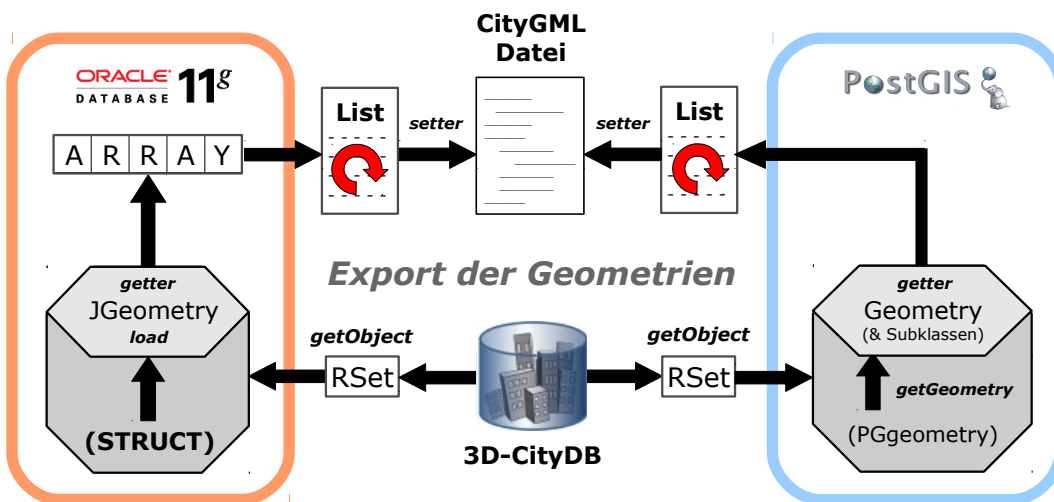 CityGML
Datei
ORACLE
DATABASE
11g
PostGIS
List
setter
setter
List
A R R A Y
Export der Geometrien
getter
JGeometry
load
(STRUCT)
getObject
RSet
3D-CityDB
getObject
RSet
getter
Geometry
(& Subklassen)
getGeometry
(PGgeometry)